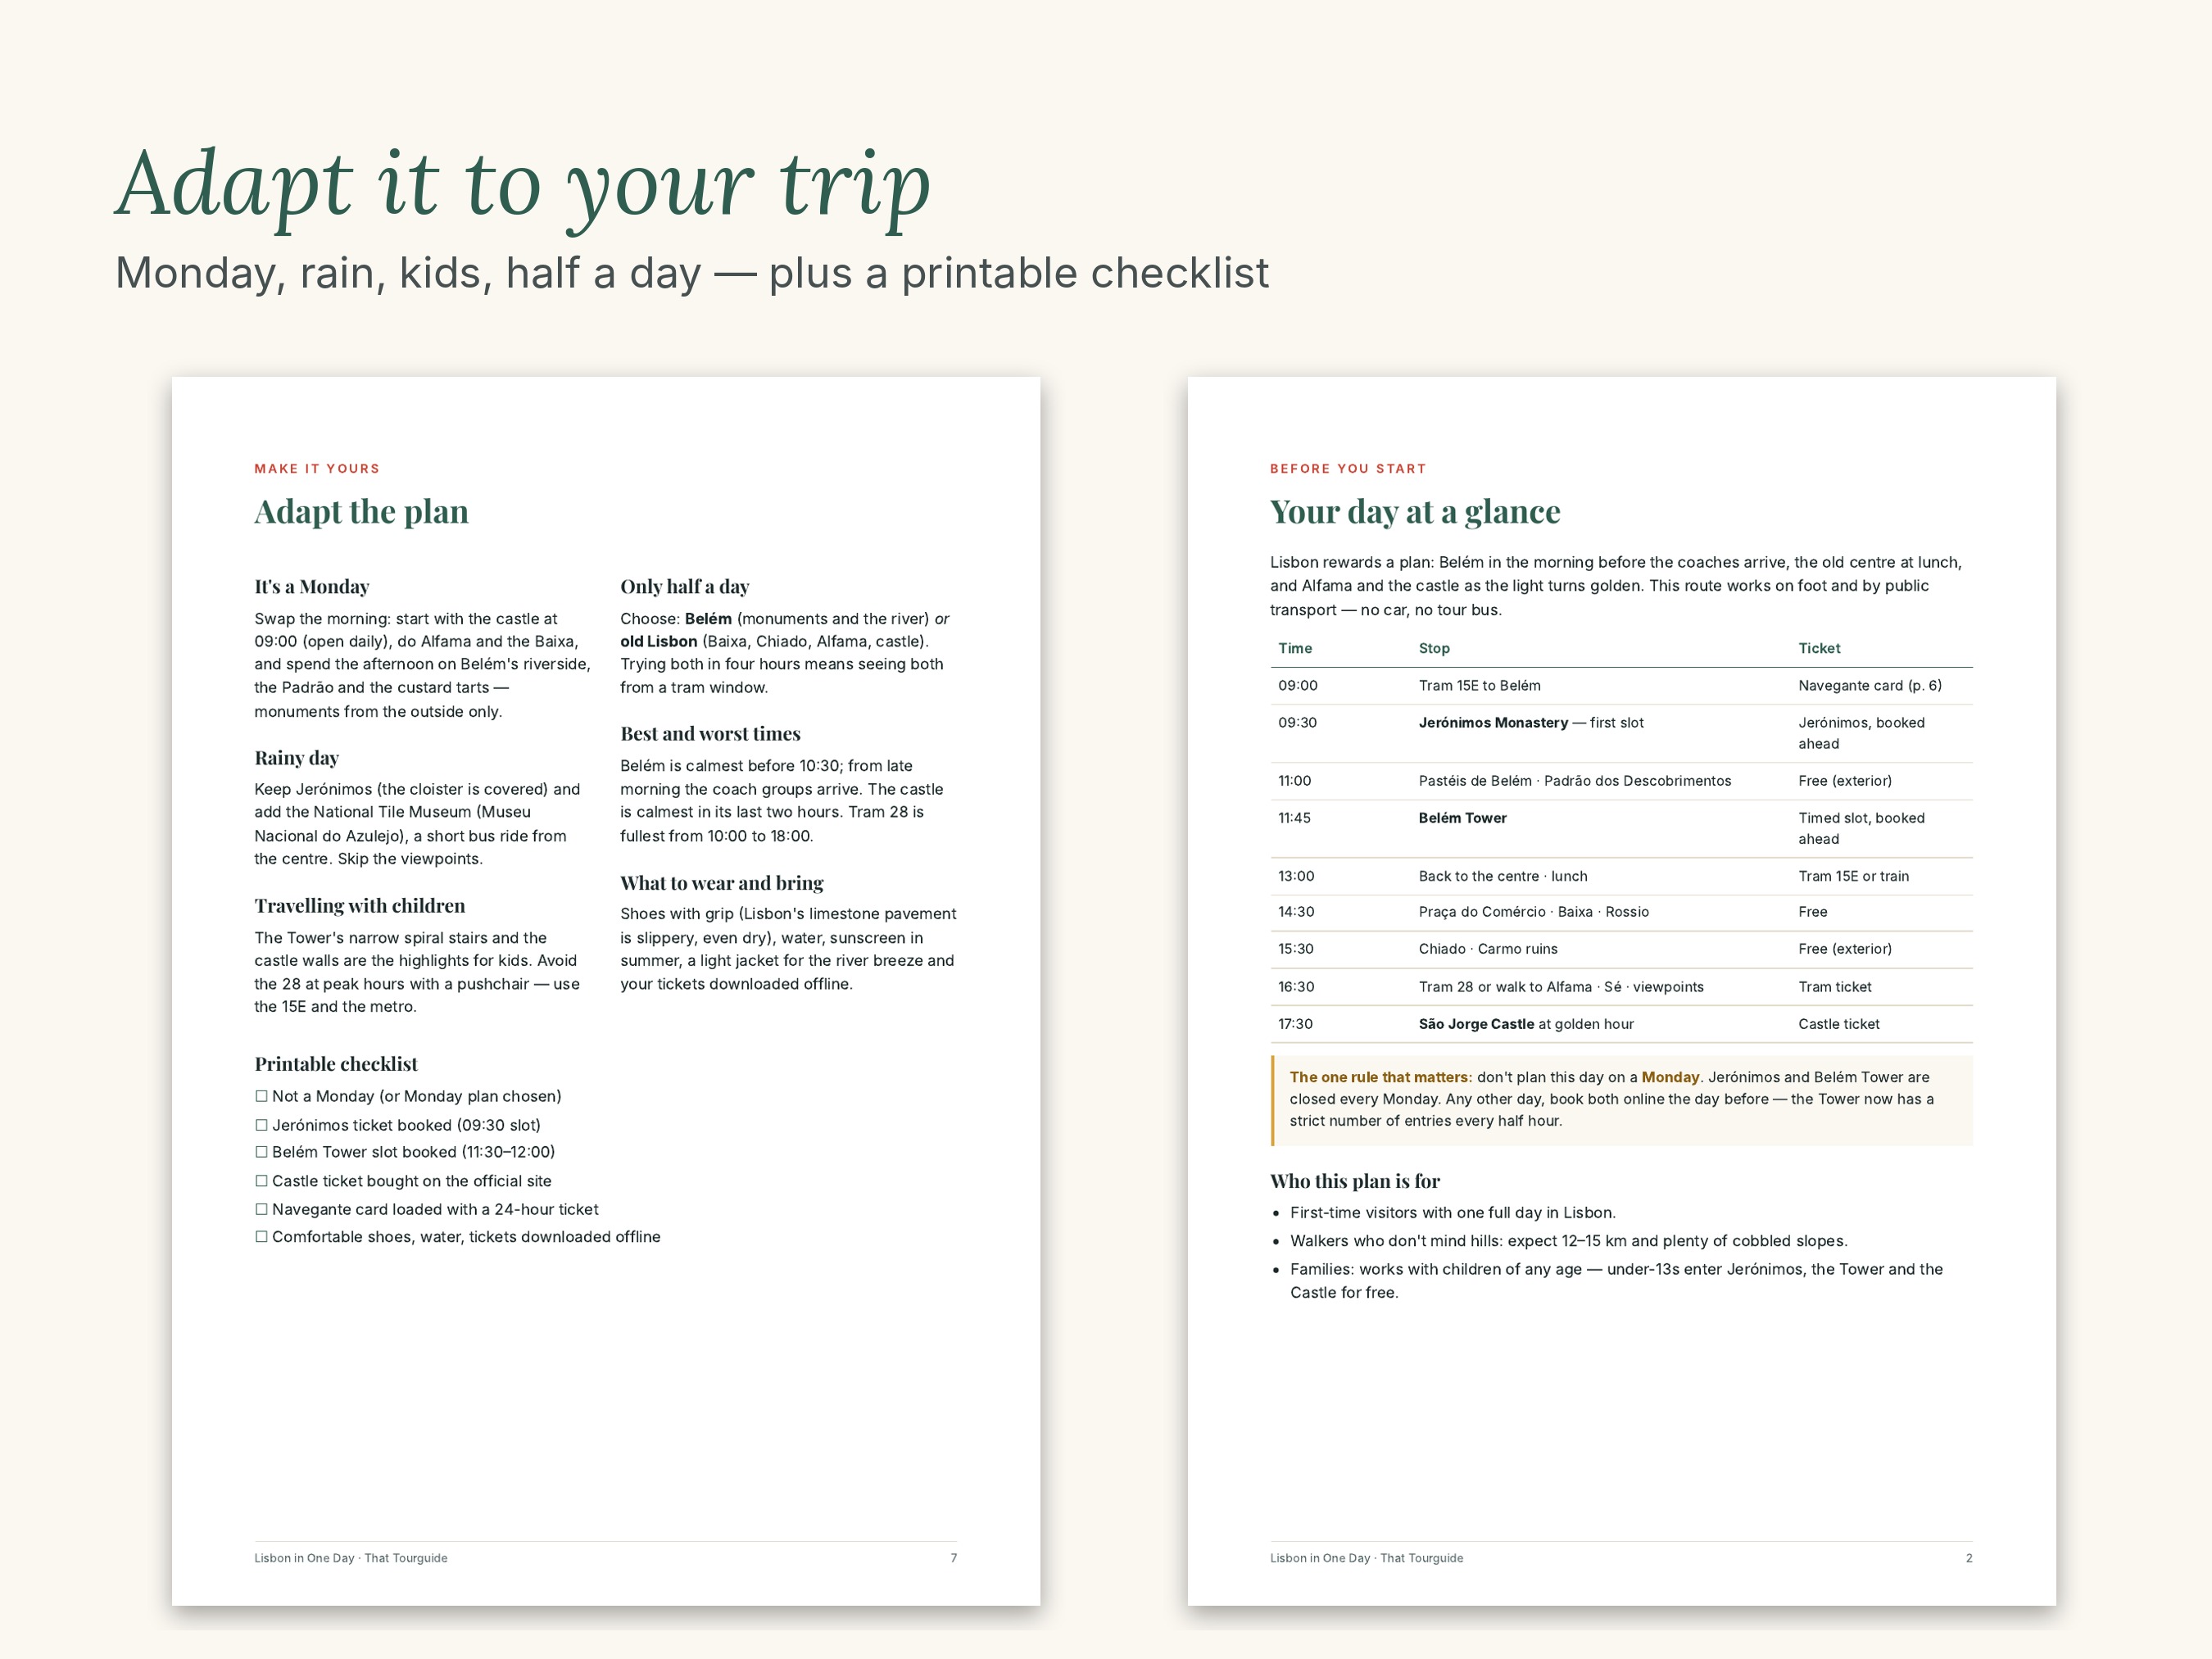 Adapt it to your trip
Monday, rain, kids, half a day — plus a printable checklist
MAKE IT YOURS
Adapt the plan
It's a Monday
Swap the morning: start with the castle at
09:00 (open daily), do Alfama and the Baixa,
and spend the afternoon on Belém's riverside,
the Padrão and the custard tarts —
monuments from the outside only.
Rainy day
Keep Jerónimos (the cloister is covered) and
add the National Tile Museum (Museu
Nacional do Azulejo), a short bus ride from
the centre. Skip the viewpoints.
Travelling with children
The Tower's narrow spiral stairs and the
castle walls are the highlights for kids. Avoid
the 28 at peak hours with a pushchair — use
the 15E and the metro.
Only half a day
Choose: Belém (monuments and the river) or
old Lisbon (Baixa, Chiado, Alfama, castle).
Trying both in four hours means seeing both
from a tram window.
Best and worst times
Belém is calmest before 10:30; from late
morning the coach groups arrive. The castle
is calmest in its last two hours. Tram 28 is
fullest from 10:00 to 18:00.
What to wear and bring
Shoes with grip (Lisbon's limestone pavement
is slippery, even dry), water, sunscreen in
summer, a light jacket for the river breeze and
your tickets downloaded offline.
Printable checklist
☐ Not a Monday (or Monday plan chosen)
☐ Jerónimos ticket booked (09:30 slot)
☐ Belém Tower slot booked (11:30–12:00)
☐ Castle ticket bought on the official site
☐ Navegante card loaded with a 24-hour ticket
☐ Comfortable shoes, water, tickets downloaded offline
Lisbon in One Day · That Tourguide 7
BEFORE YOU START
Your day at a glance
Lisbon rewards a plan: Belém in the morning before the coaches arrive, the old centre at lunch,
and Alfama and the castle as the light turns golden. This route works on foot and by public
transport — no car, no tour bus.
Time Stop Ticket
09:00 Tram 15E to Belém Navegante card (p. 6)
09:30 Jerónimos Monastery — first slot Jerónimos, booked
ahead
11:00 Pastéis de Belém · Padrão dos Descobrimentos Free (exterior)
11:45 Belém Tower Timed slot, booked
ahead
13:00 Back to the centre · lunch Tram 15E or train
14:30 Praça do Comércio · Baixa · Rossio Free
15:30 Chiado · Carmo ruins Free (exterior)
16:30 Tram 28 or walk to Alfama · Sé · viewpoints Tram ticket
17:30 São Jorge Castle at golden hour Castle ticket
The one rule that matters: don't plan this day on a Monday. Jerónimos and Belém Tower are
closed every Monday. Any other day, book both online the day before — the Tower now has a
strict number of entries every half hour.
Who this plan is for
• First-time visitors with one full day in Lisbon.
• Walkers who don't mind hills: expect 12–15 km and plenty of cobbled slopes.
• Families: works with children of any age — under-13s enter Jerónimos, the Tower and the
Castle for free.
Lisbon in One Day · That Tourguide 2